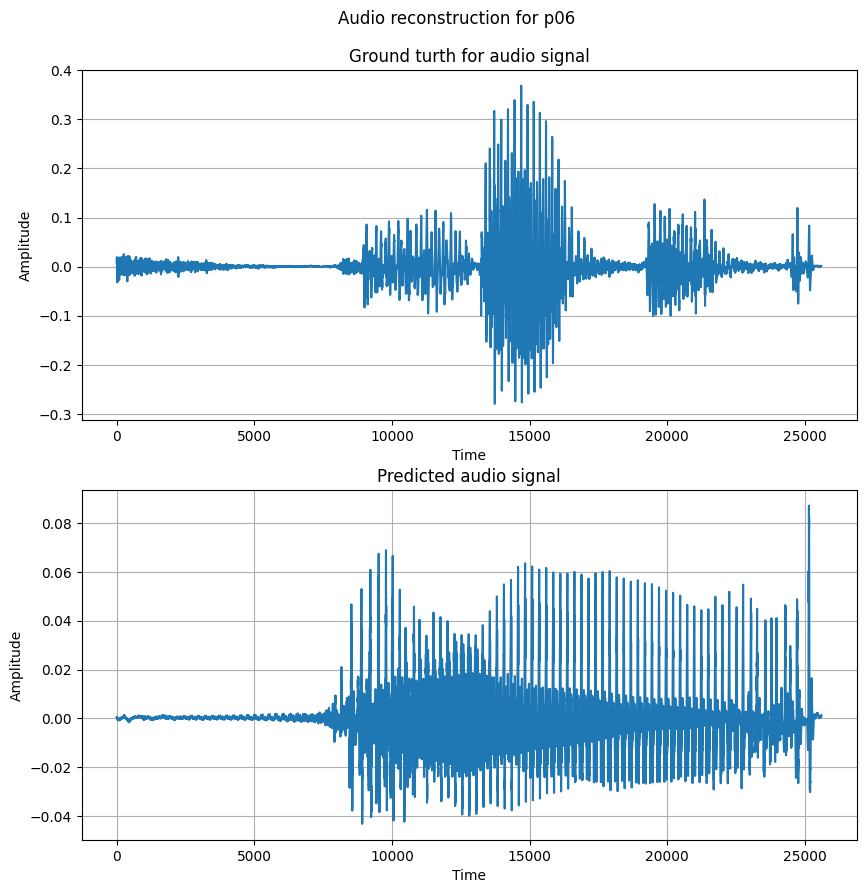 Audio reconstruction for p06
Ground turth for audio signal
0.4
0.3
0.2
0.1
0.0
−0.1
−0.2
−0.3
Amplitude
0 5000 10000 15000 20000 25000
Time
Predicted audio signal
0.08
0.06
0.04
0.02
0.00
−0.02
−0.04
Amplitude
0 5000 10000 15000 20000 25000
Time